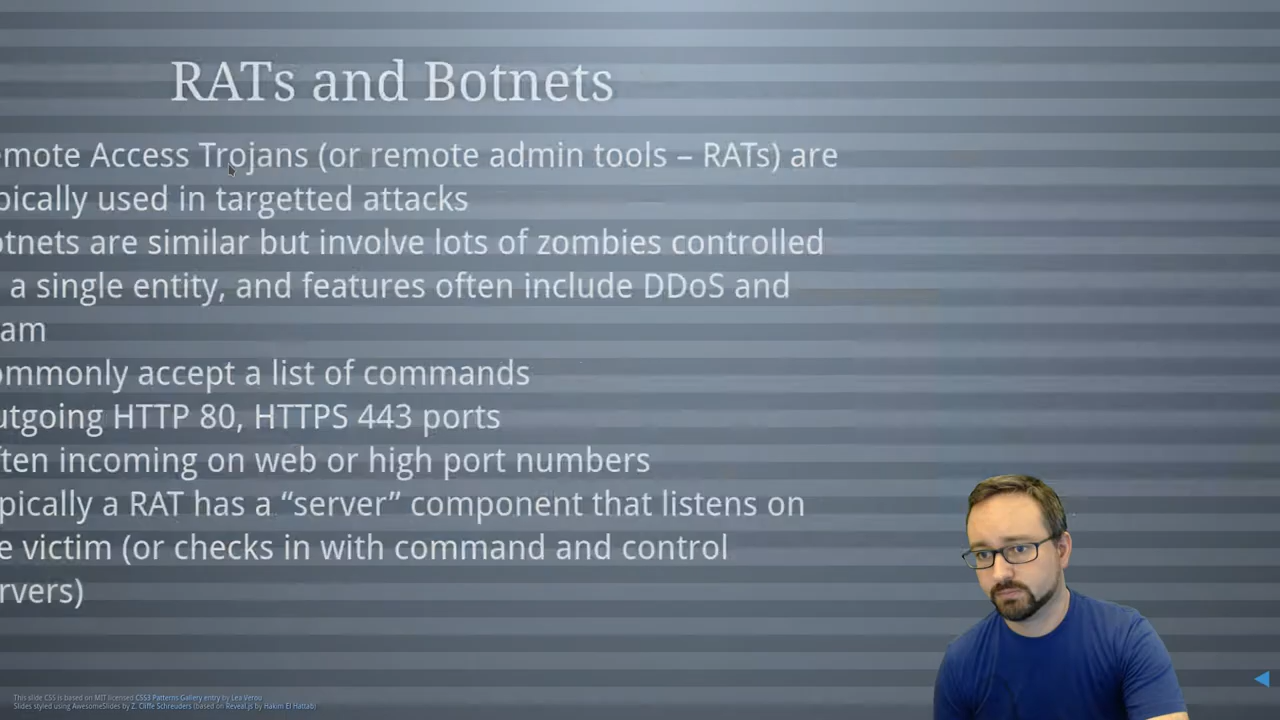 RATs and Botnets
emote Access Trojans (or remote admin tools – RATs) are
pically used in targetted attacks
otnets are similar but involve lots of zombies controlled
a single entity, and features often include DDoS and
am
ommonly accept a list of commands
utgoing HTTP 80, HTTPS 443 ports
ften incoming on web or high port numbers
pically a RAT has a “server” component that listens on
e victim (or checks in with command and control
rvers)
This slide CSS is based on MIT licensed CSS3 Patterns Gallery entry by Lea Verou
Slides styled using AwesomeSlides by Z. Cliffe Schreuders (based on Reveal.js by Hakim El Hattab)